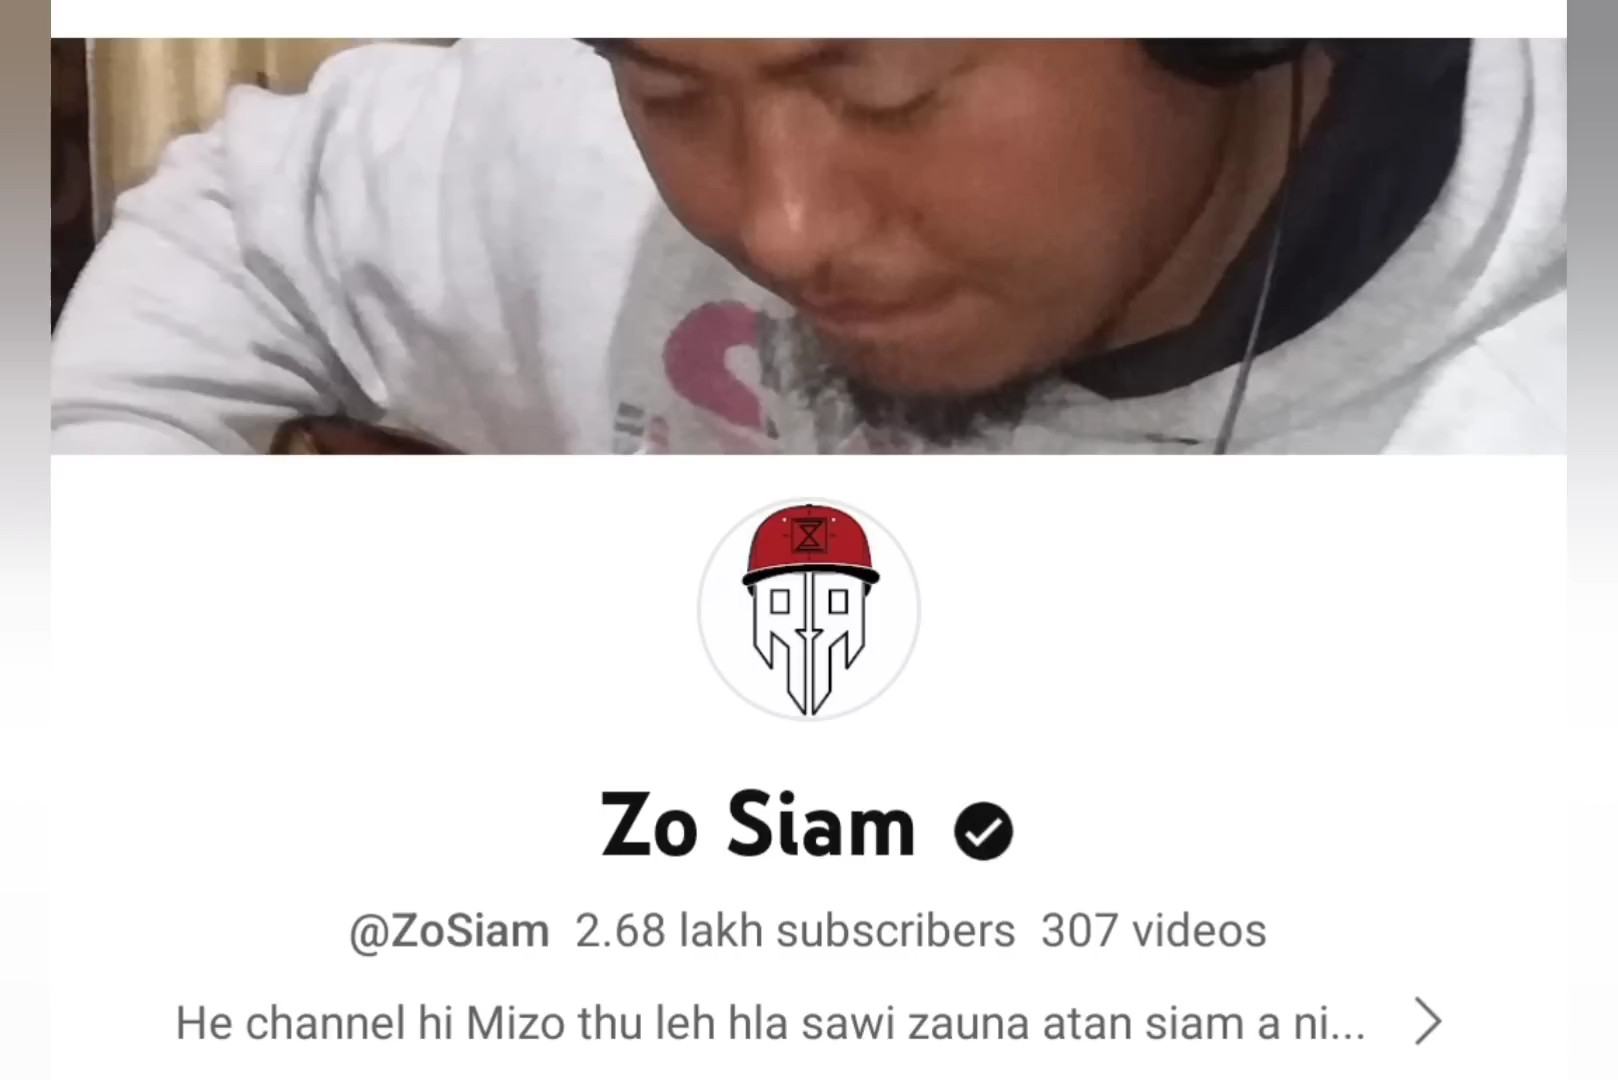 Zo Siam
@ZoSiam 2.68 lakh subscribers 307 videos
He channel hi Mizo thu leh hla sawi zauna atan siam a ni...